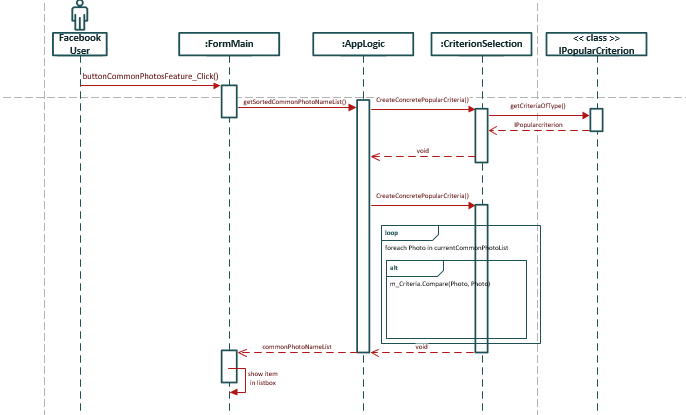 Facebook
User
:FormMain
:AppLogic
:CriterionSelection
<< class >>
IPopularCriterion
buttonCommonPhotosFeature_Click()
getSortedCommonPhotoNameList()
CreateConcretePopularCriteria()
getCriteriaOfType()
IPopularcriterion
void
CreateConcretePopularCriteria()
loop
foreach Photo in currentCommonPhotoList
alt
m_Criteria.Compare(Photo, Photo)
commonPhotoNameList
void
show item
in listbox